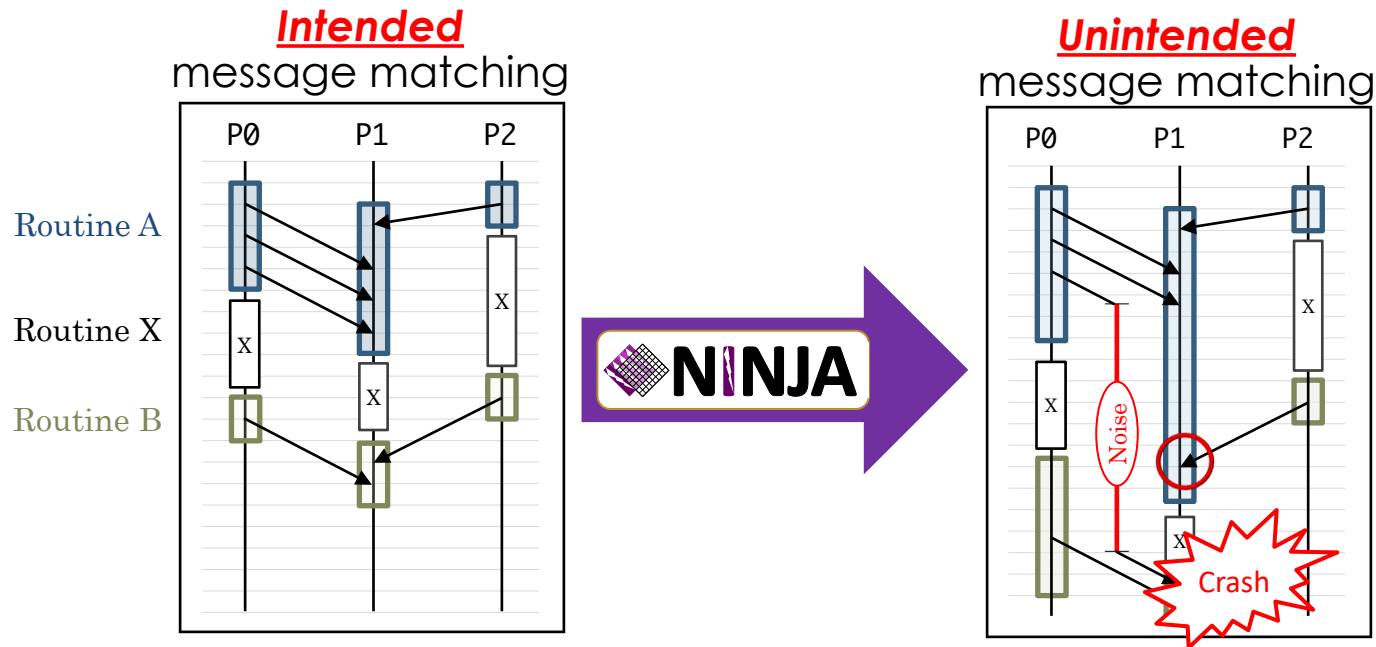 Intended
message matching
P0
P1
P2
Routine A
Routine X
Routine B
X
X
X
NINJA
Unintended
message matching
P0
P1
P2
X
X
X
Noise
Crash